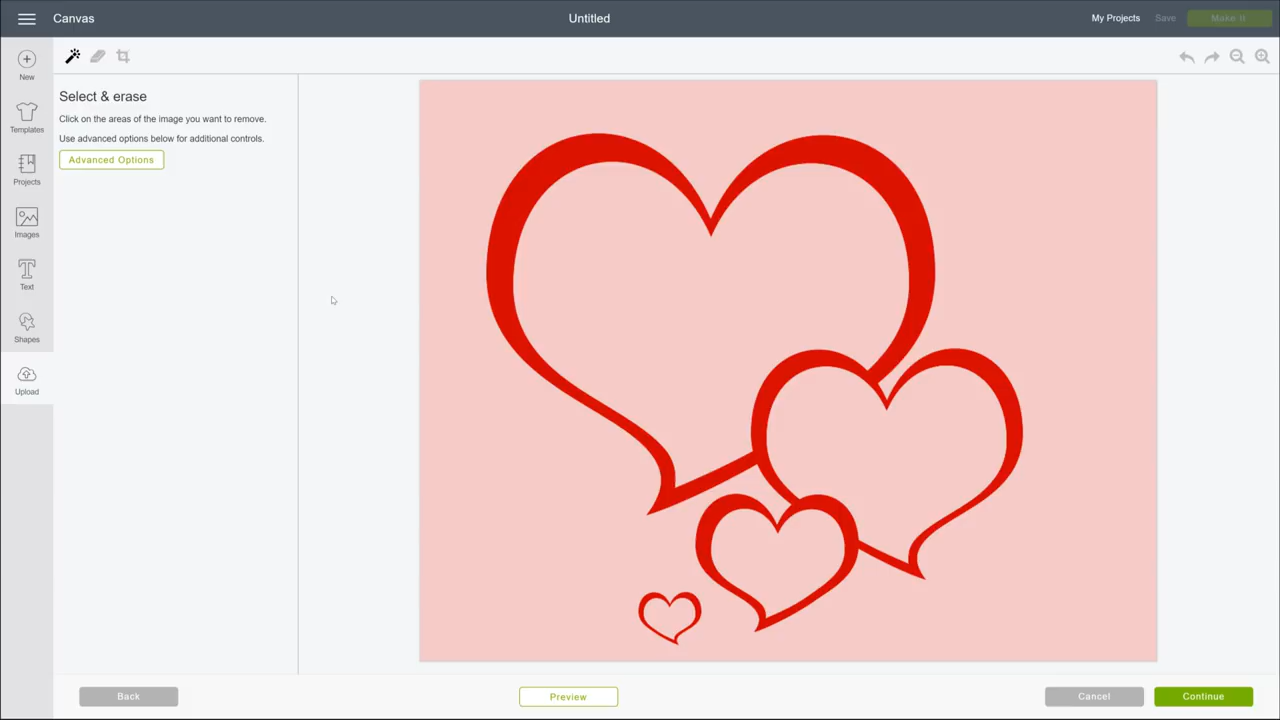 Canvas
Untitled
My Projects
Save
Make It
New
Templates
Projects
Images
Text
Shapes
Upload
Select & erase
Click on the areas of the image you want to remove.
Use advanced options below for additional controls.
Advanced Options
Back
Preview
Cancel
Continue